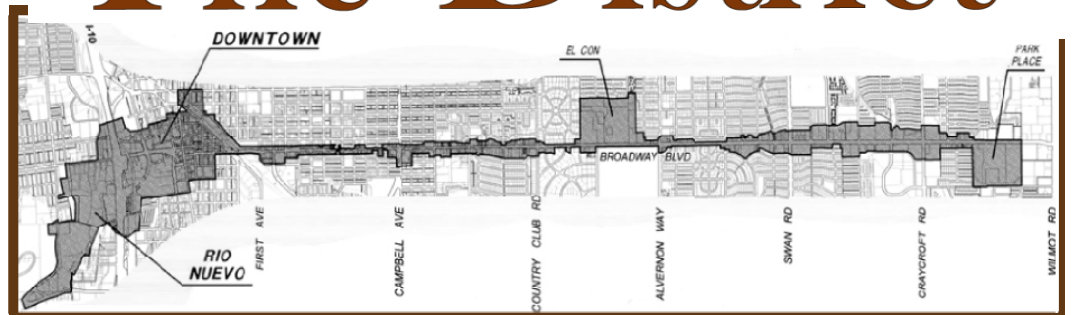 The District
I-10
DOWNTOWN
EL CON
PARK
PLACE
BROADWAY BLVD
RIO
NUEVO
FIRST AVE
CAMPBELL AVE
COUNTRY CLUB RD
ALVERNON WAY
SWAN RD
CRAYCROFT RD
WILMOT RD